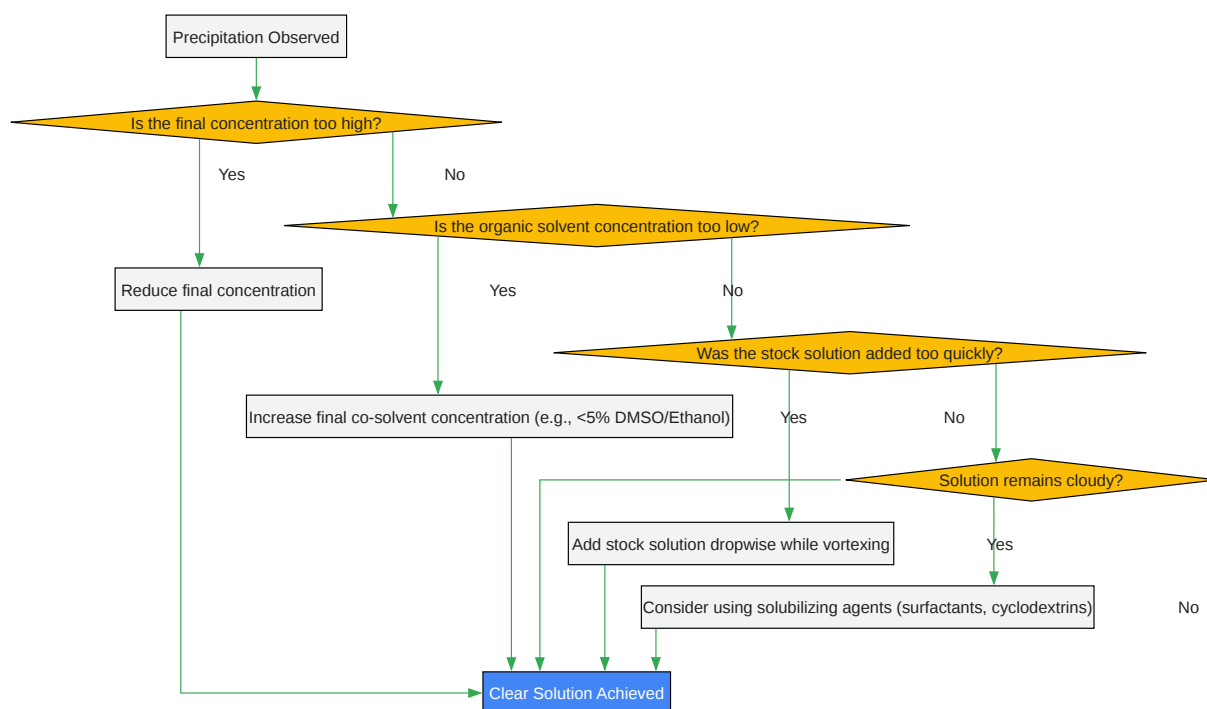 Precipitation Observed
Is the final concentration too high?
Yes
No
Is the organic solvent concentration too low?
Reduce final concentration
Yes
No
Was the stock solution added too quickly?
Increase final co-solvent concentration (e.g., <5% DMSO/Ethanol)
Yes
No
Solution remains cloudy?
Add stock solution dropwise while vortexing
Yes
Consider using solubilizing agents (surfactants, cyclodextrins)
No
Clear Solution Achieved